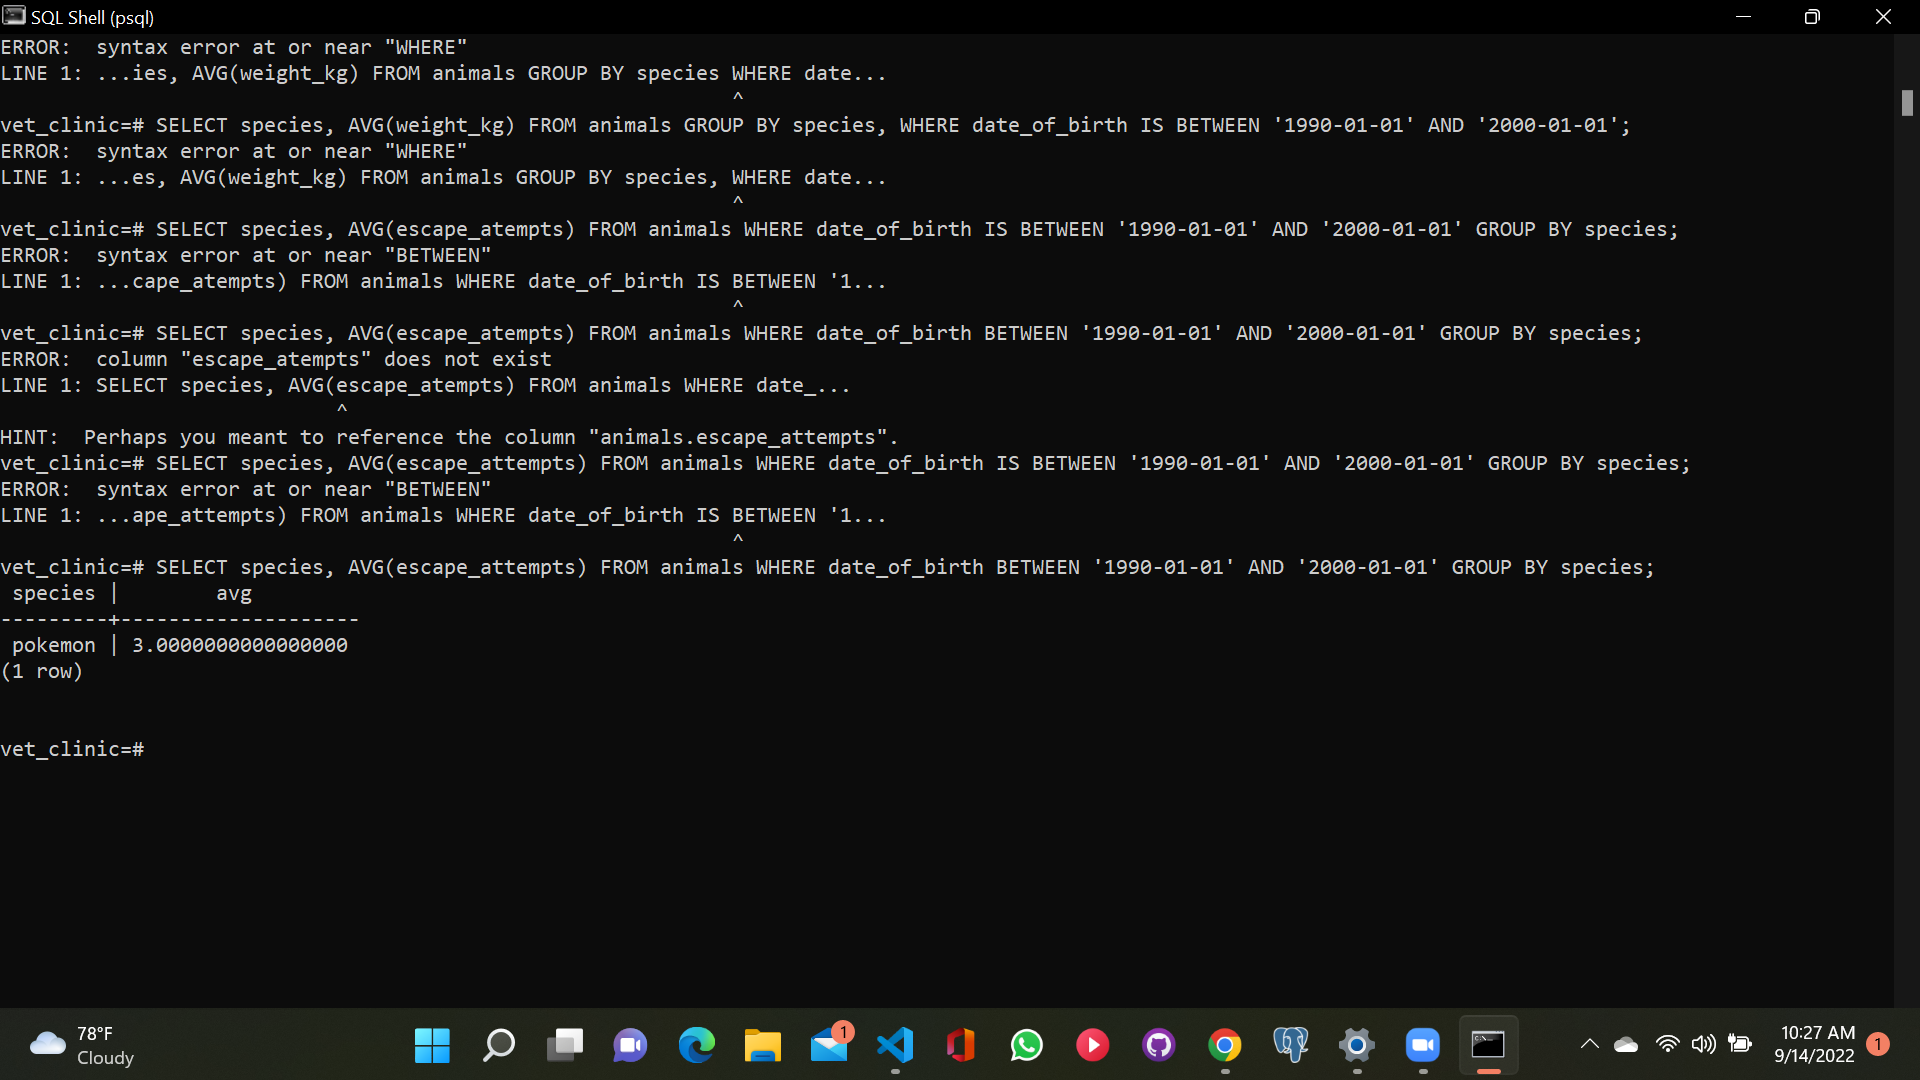 SQL Shell (psql)
ERROR:  syntax error at or near "WHERE"
LINE 1: ...ies, AVG(weight_kg) FROM animals GROUP BY species WHERE date...
^
vet_clinic=# SELECT species, AVG(weight_kg) FROM animals GROUP BY species, WHERE date_of_birth IS BETWEEN '1990-01-01' AND '2000-01-01';
ERROR:  syntax error at or near "WHERE"
LINE 1: ...es, AVG(weight_kg) FROM animals GROUP BY species, WHERE date...
^
vet_clinic=# SELECT species, AVG(escape_atempts) FROM animals WHERE date_of_birth IS BETWEEN '1990-01-01' AND '2000-01-01' GROUP BY species;
ERROR:  syntax error at or near "BETWEEN"
LINE 1: ...cape_atempts) FROM animals WHERE date_of_birth IS BETWEEN '1...
^
vet_clinic=# SELECT species, AVG(escape_atempts) FROM animals WHERE date_of_birth BETWEEN '1990-01-01' AND '2000-01-01' GROUP BY species;
ERROR:  column "escape_atempts" does not exist
LINE 1: SELECT species, AVG(escape_atempts) FROM animals WHERE date_...
^
HINT:  Perhaps you meant to reference the column "animals.escape_attempts".
vet_clinic=# SELECT species, AVG(escape_attempts) FROM animals WHERE date_of_birth IS BETWEEN '1990-01-01' AND '2000-01-01' GROUP BY species;
ERROR:  syntax error at or near "BETWEEN"
LINE 1: ...ape_attempts) FROM animals WHERE date_of_birth IS BETWEEN '1...
^
vet_clinic=# SELECT species, AVG(escape_attempts) FROM animals WHERE date_of_birth BETWEEN '1990-01-01' AND '2000-01-01' GROUP BY species;
species |        avg
---------+--------------------
pokemon | 3.0000000000000000
(1 row)
vet_clinic=#
78°F
Cloudy
1
10:27 AM
9/14/2022
1